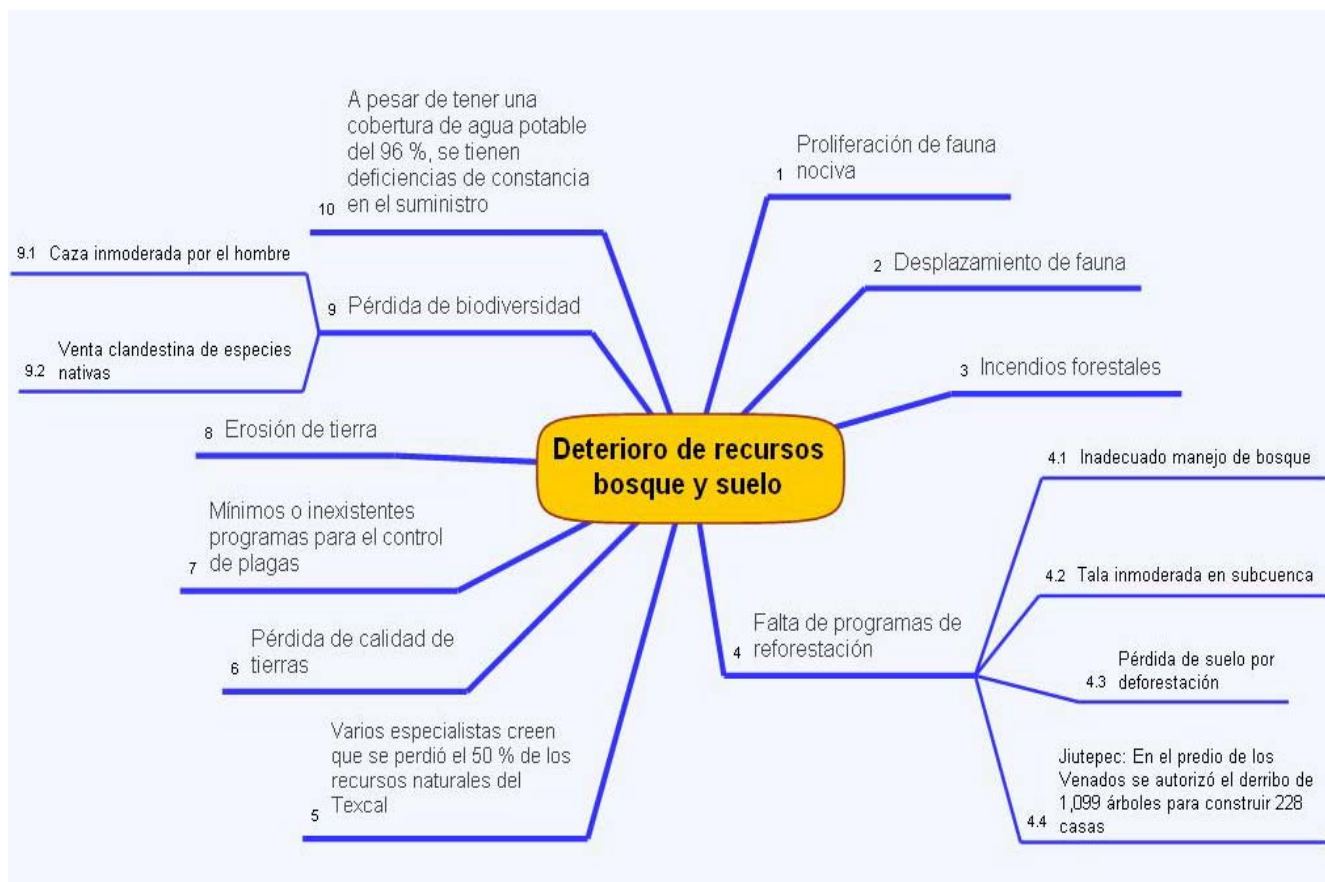 Deterioro de recursos
bosque y suelo
1 Proliferación de fauna
nociva
2 Desplazamiento de fauna
3 Incendios forestales
4 Falta de programas de
reforestación
4.1 Inadecuado manejo de bosque
4.2 Tala inmoderada en subcuenca
4.3 Pérdida de suelo por
deforestación
4.4 Jiutepec: En el predio de los
Venados se autorizó el derribo de
1,099 árboles para construir 228
casas
5 Varios especialistas creen
que se perdió el 50 % de los
recursos naturales del
Texcal
6 Pérdida de calidad de
tierras
7 Mínimos o inexistentes
programas para el control
de plagas
8 Erosión de tierra
9 Pérdida de biodiversidad
9.1 Caza inmoderada por el hombre
9.2 Venta clandestina de especies
nativas
10 A pesar de tener una
cobertura de agua potable
del 96 %, se tienen
deficiencias de constancia
en el suministro